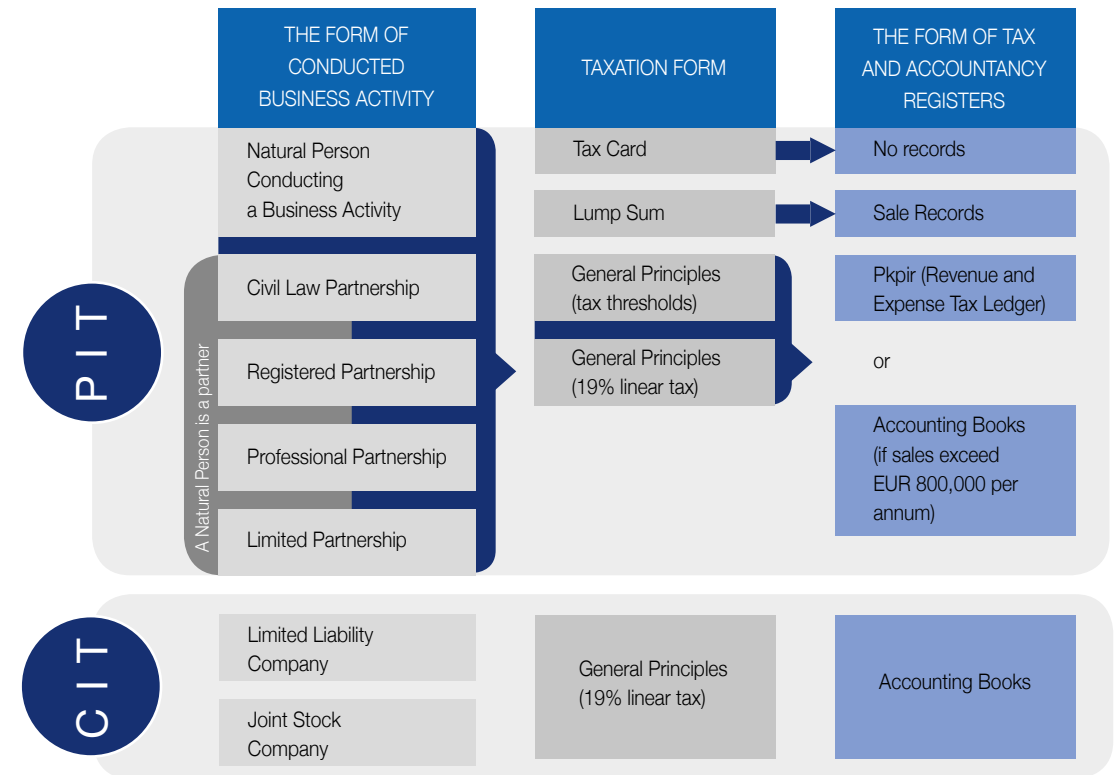 THE FORM OF
CONDUCTED
BUSINESS ACTIVITY
TAXATION FORM
THE FORM OF TAX
AND ACCOUNTANCY
REGISTERS
PIT
A Natural Person is a partner
Natural Person
Conducting
a Business Activity
Civil Law Partnership
Registered Partnership
Professional Partnership
Limited Partnership
Tax Card
Lump Sum
General Principles
(tax thresholds)
General Principles
(19% linear tax)
No records
Sale Records
Pkpir (Revenue and
Expense Tax Ledger)
or
Accounting Books
(if sales exceed
EUR 800,000 per
annum)
CIT
Limited Liability
Company
Joint Stock
Company
General Principles
(19% linear tax)
Accounting Books